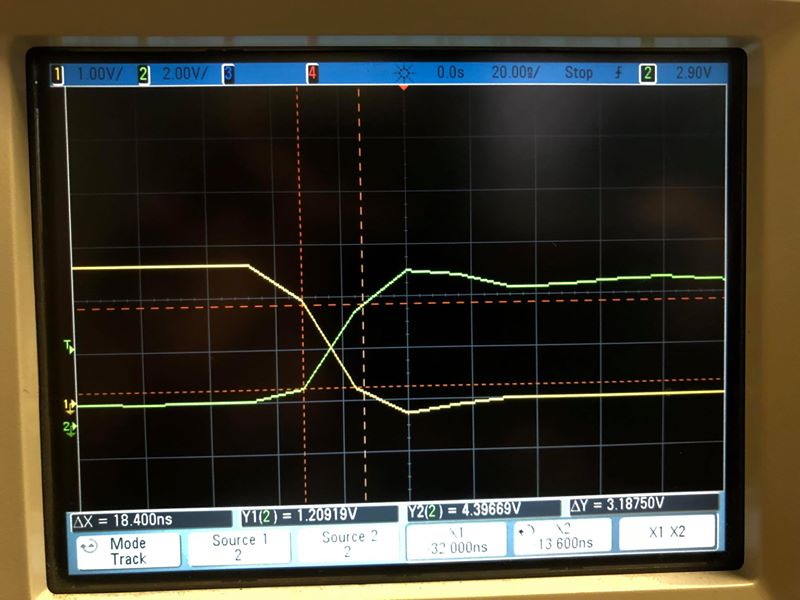 1 1.00V/ 2 2.00V/ 3 4 0.0s 20.00ns/ Stop 2 2.90V
T
1
2
ΔX = 18.400ns Y1(2) = 1.20919V Y2(2) = 4.39669V ΔY = 3.18750V
Mode Source 1 Source 2 X1 X2 X1 X2
Track 2 2 -32.000ns 13.600ns